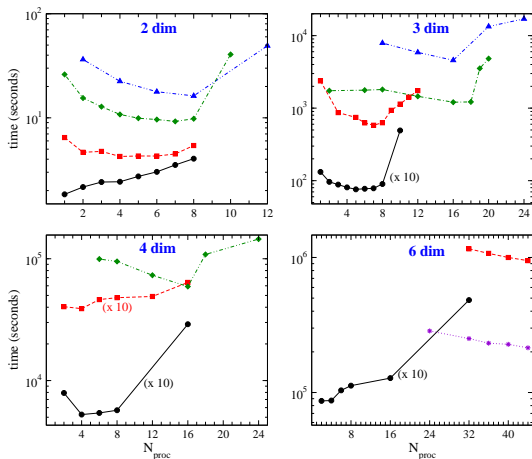 2 dim
3 dim
10²
10¹
time (seconds)
2 4 6 8 10 12
10⁴
10³
10²
(x 10)
4 8 12 16 20 24
4 dim
6 dim
10⁵
10⁴
time (seconds)
(x 10)
(x 10)
4 8 12 16 20 24
N_proc
10⁶
10⁵
(x 10)
8 16 24 32 40
N_proc